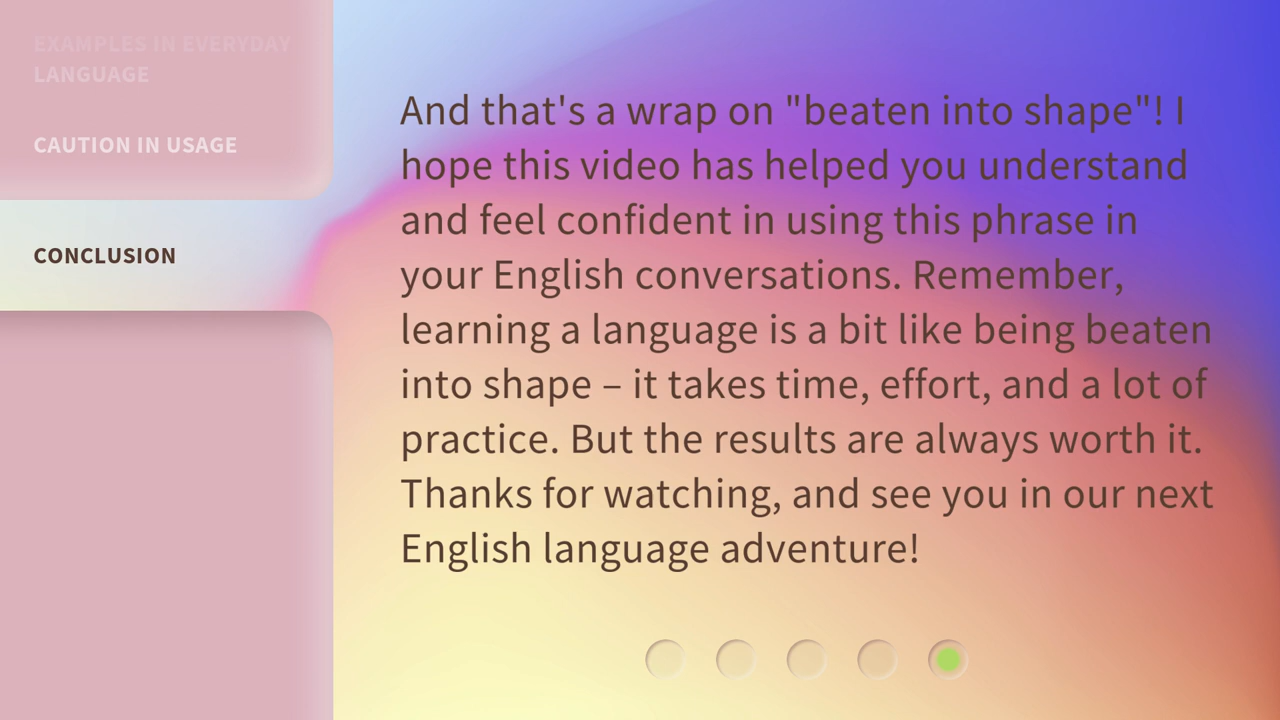 EXAMPLES IN EVERYDAY
LANGUAGE
CAUTION IN USAGE
CONCLUSION
And that's a wrap on "beaten into shape"! I
hope this video has helped you understand
and feel confident in using this phrase in
your English conversations. Remember,
learning a language is a bit like being beaten
into shape – it takes time, effort, and a lot of
practice. But the results are always worth it.
Thanks for watching, and see you in our next
English language adventure!